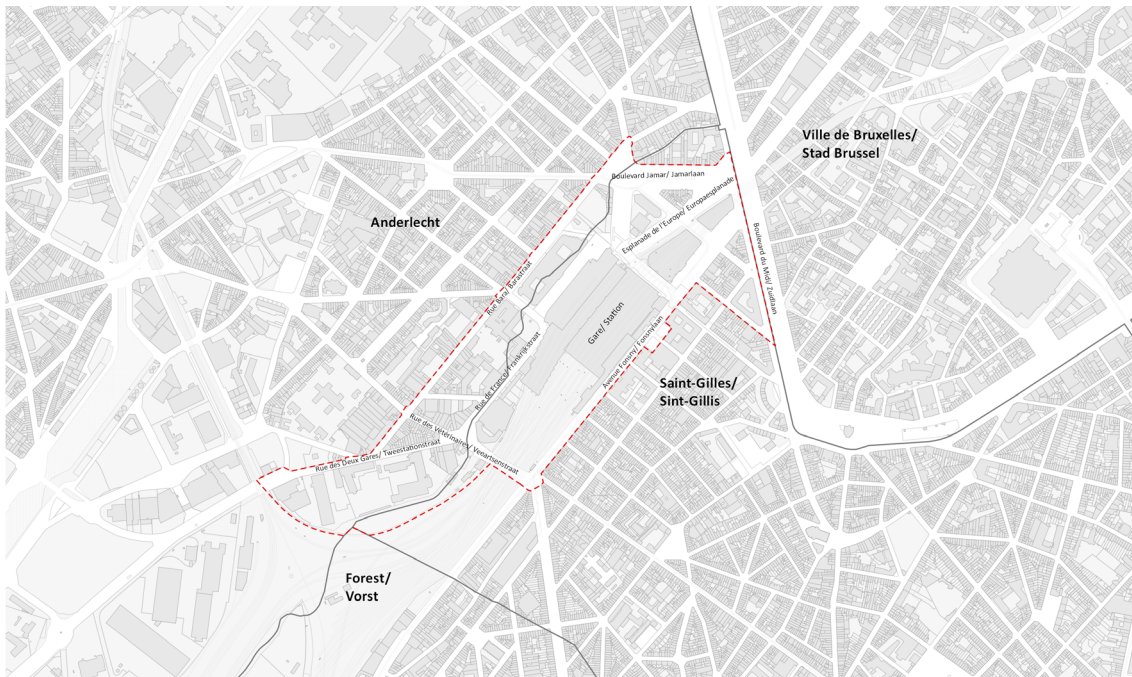 Ville de Bruxelles/
Stad Brussel
Boulevard Jamar/ Jamarlaan
Esplanade de l'Europe/ Europaesplanade
Anderlecht
Boulevard du Midi/ Zuidlaan
Rue Bara/ Barastraat
Gare/ Station
Rue de France/ Frankrijkstraat
Avenue Fonsny/ Fonsnylaan
Saint-Gilles/
Sint-Gillis
Rue des Vétérinaires/ Veeartsenstraat
Rue des Deux Gares/ Tweestationstraat
Forest/
Vorst